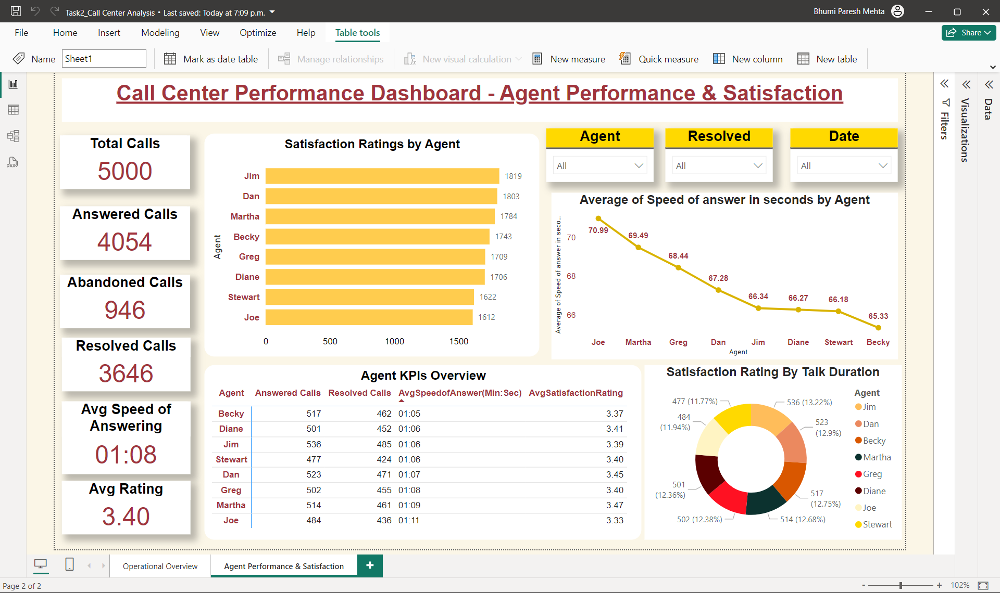 Task2_Call Center Analysis • Last saved: Today at 7:09 p.m.
Bhumi Paresh Mehta
File Home Insert Modeling View Optimize Help Table tools
Share
Name Sheet1 Mark as date table Manage relationships New visual calculation New measure Quick measure New column New table
Call Center Performance Dashboard - Agent Performance & Satisfaction
Total Calls
5000
Answered Calls
4054
Abandoned Calls
946
Resolved Calls
3646
Avg Speed of
Answering
01:08
Avg Rating
3.40
Satisfaction Ratings by Agent
Agent
Jim 1819
Dan 1803
Martha 1784
Becky 1743
Greg 1709
Diane 1706
Stewart 1622
Joe 1612
0 500 1000 1500
Agent
All
Resolved
All
Date
All
Average of Speed of answer in seconds by Agent
Average of Speed of answer in seco...
70
68
66
70.99
69.49
68.44
67.28
66.34
66.27
66.18
65.33
Joe Martha Greg Dan Jim Diane Stewart Becky
Agent
Agent KPIs Overview
Agent Answered Calls Resolved Calls AvgSpeedofAnswer(Min:Sec) AvgSatisfactionRating
Becky 517 462 01:05 3.37
Diane 501 452 01:06 3.41
Jim 536 485 01:06 3.39
Stewart 477 424 01:06 3.40
Dan 523 471 01:07 3.45
Greg 502 455 01:08 3.40
Martha 514 461 01:09 3.47
Joe 484 436 01:11 3.33
Satisfaction Rating By Talk Duration
536 (13.22%)
523
(12.9%)
517
(12.75%)
514 (12.68%)
502 (12.38%)
501
(12.36%)
484
(11.94%)
477 (11.77%)
Agent
Jim
Dan
Becky
Martha
Greg
Diane
Joe
Stewart
Filters
Visualizations
Data
DAX
Operational Overview
Agent Performance & Satisfaction
+
Page 2 of 2
- + 102%